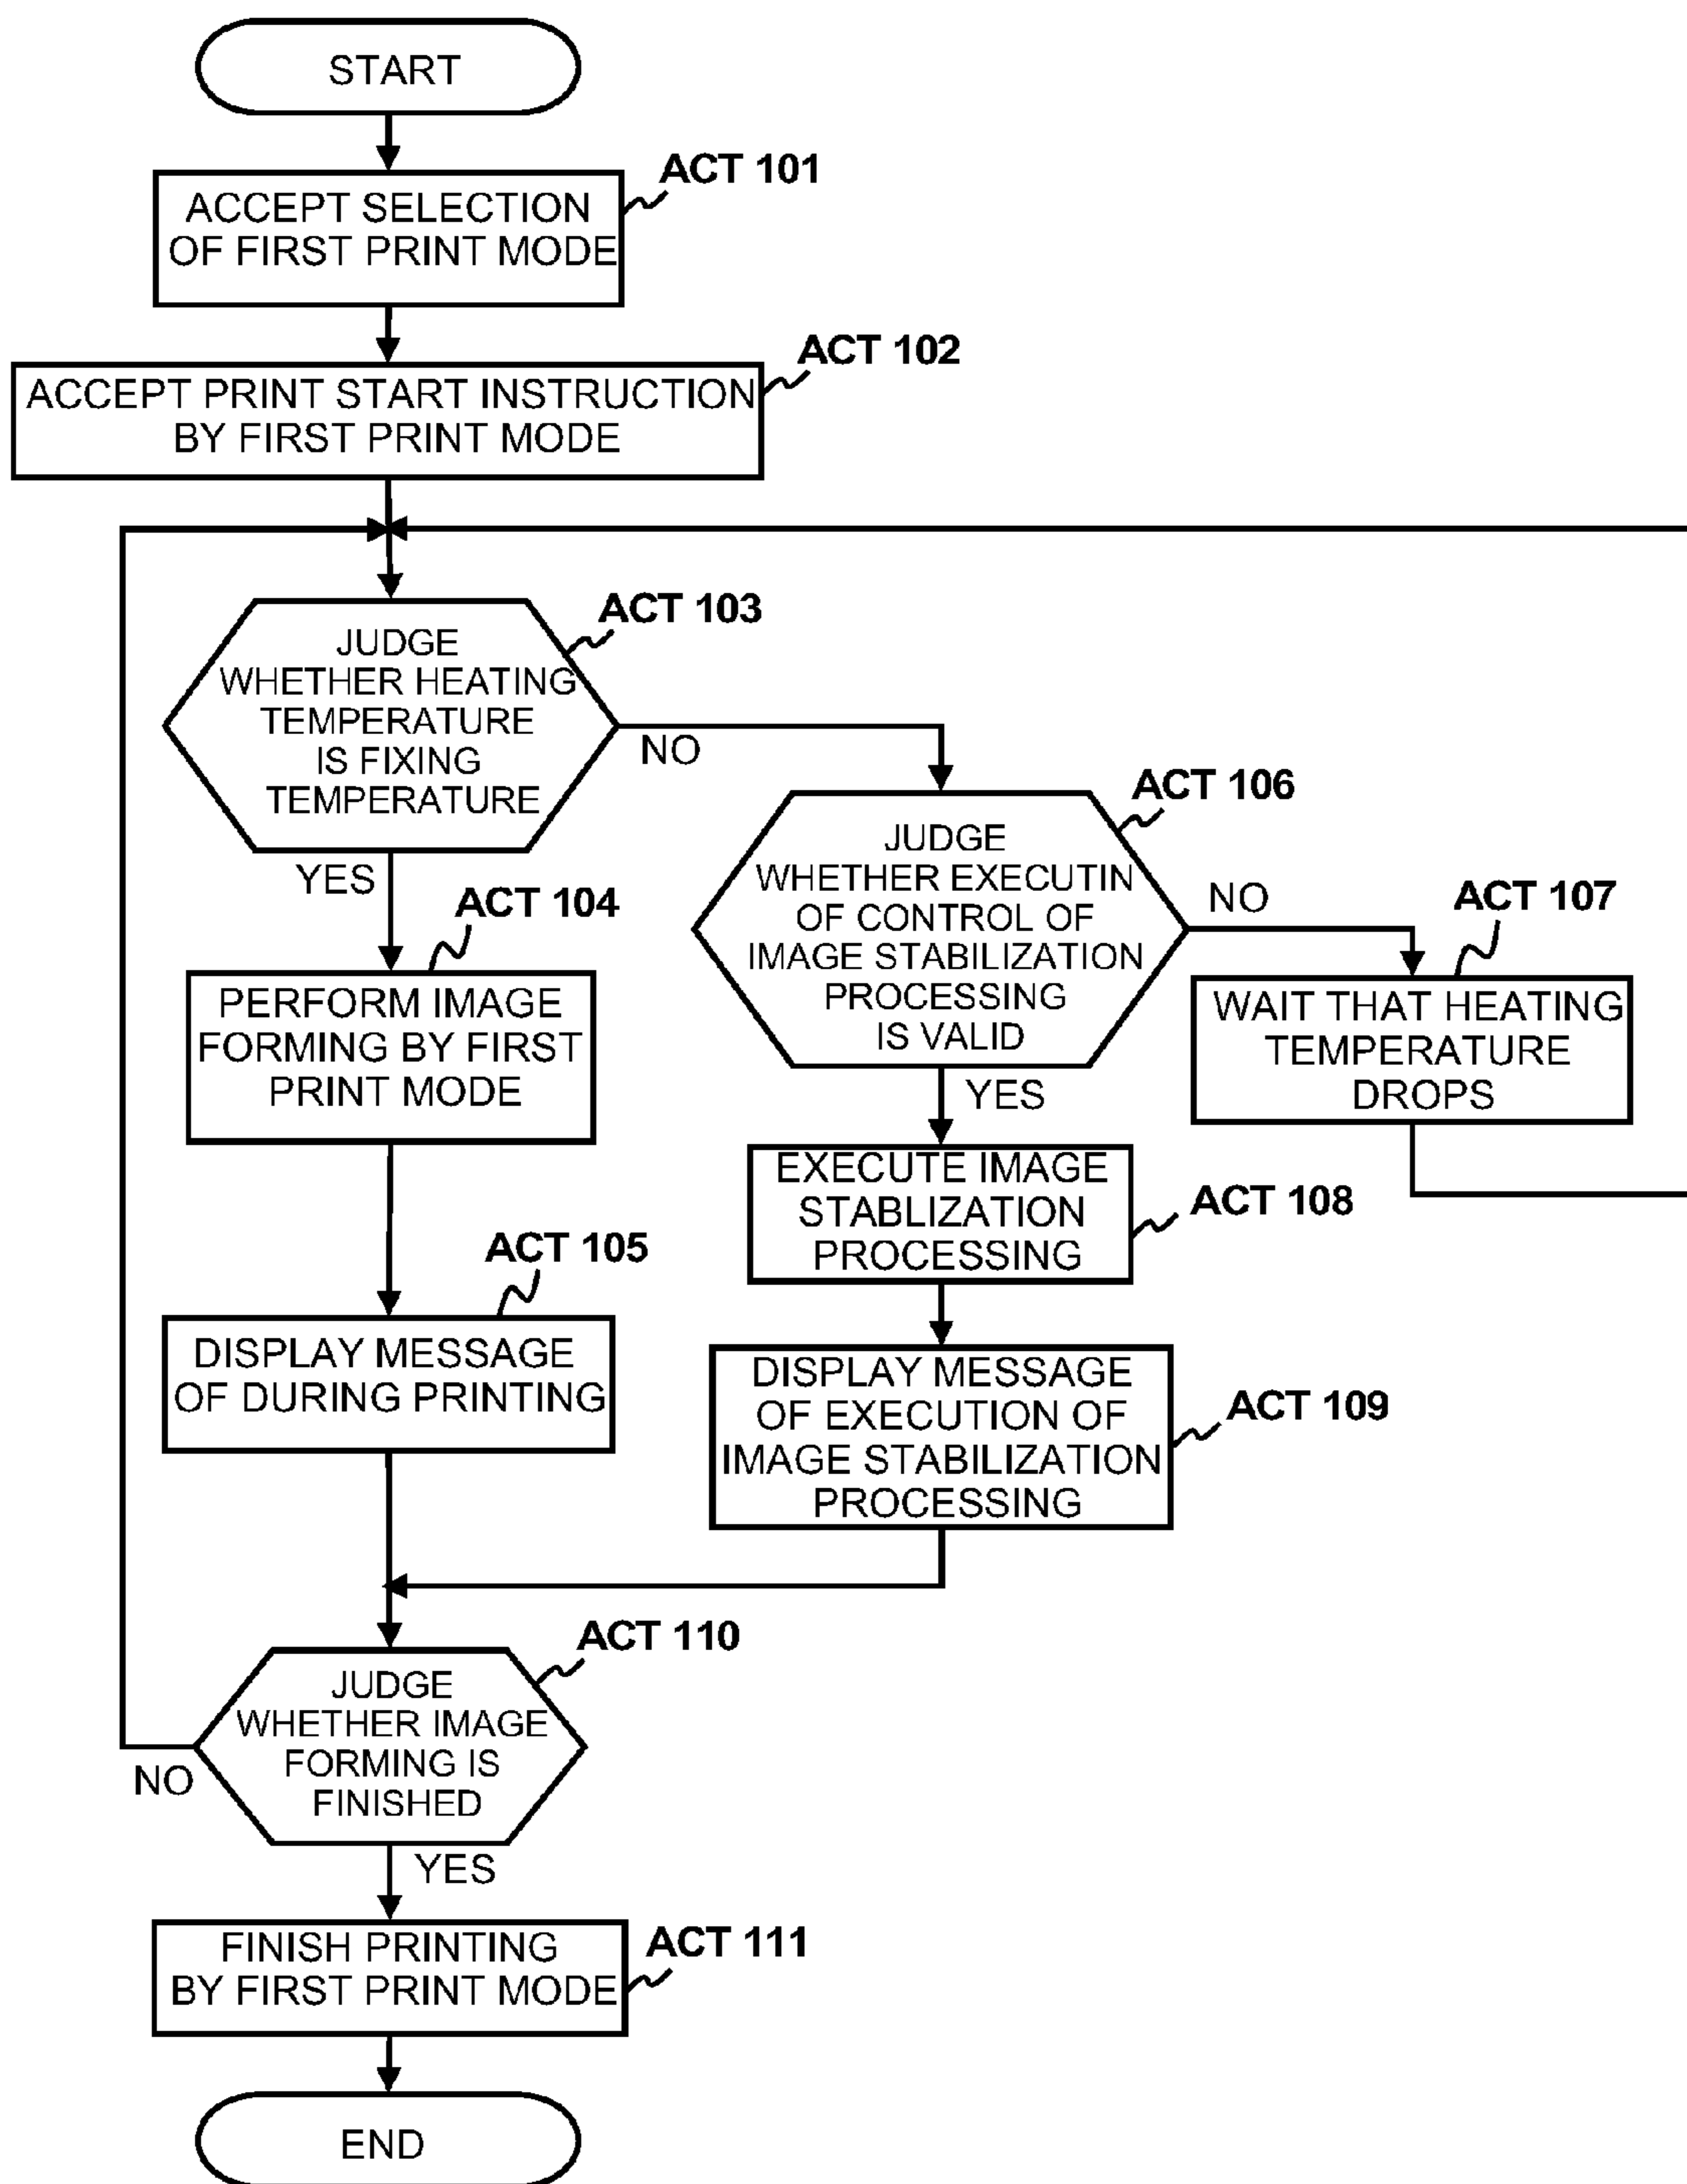 START
ACT 101
ACCEPT SELECTION
OF FIRST PRINT MODE
ACT 102
ACCEPT PRINT START INSTRUCTION
BY FIRST PRINT MODE
ACT 103
JUDGE
WHETHER HEATING
TEMPERATURE
IS FIXING
TEMPERATURE
NO
YES
ACT 104
PERFORM IMAGE
FORMING BY FIRST
PRINT MODE
ACT 105
DISPLAY MESSAGE
OF DURING PRINTING
ACT 106
JUDGE
WHETHER EXECUTIN
OF CONTROL OF
IMAGE STABILIZATION
PROCESSING
IS VALID
NO
ACT 107
WAIT THAT HEATING
TEMPERATURE
DROPS
YES
EXECUTE IMAGE
STABLIZATION
PROCESSING
ACT 108
DISPLAY MESSAGE
OF EXECUTION OF
IMAGE STABILIZATION
PROCESSING
ACT 109
ACT 110
JUDGE
WHETHER IMAGE
FORMING IS
FINISHED
NO
YES
FINISH PRINTING
BY FIRST PRINT MODE
ACT 111
END